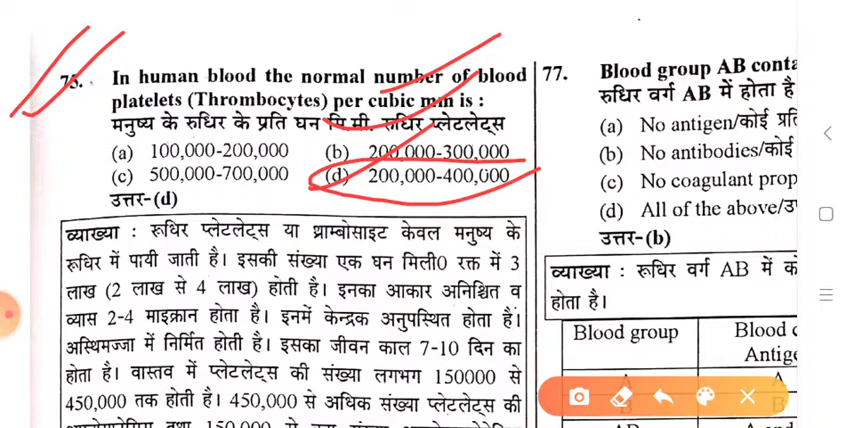 75. In human blood the normal number of blood
platelets (Thrombocytes) per cubic mm is :
मनुष्य के रुधिर के प्रति घन मि.मी. रूधिर प्लेटलेट्स
(a) 100,000-200,000 (b) 200,000-300,000
(c) 500,000-700,000 (d) 200,000-400,000
उत्तर-(d)
व्याख्या : रूधिर प्लेटलेट्स या थ्राम्बोसाइट केवल मनुष्य के
रूधिर में पायी जाती है। इसकी संख्या एक घन मिली0 रक्त में 3
लाख (2 लाख से 4 लाख) होती है। इनका आकार अनिश्चित व
व्यास 2-4 माइक्रान होता है। इनमें केन्द्रक अनुपस्थित होता है।
अस्थिमज्जा में निर्मित होती है। इसका जीवन काल 7-10 दिन का
होता है। वास्तव में प्लेटलेट्स की संख्या लगभग 150000 से
450,000 तक होती है। 450,000 से अधिक संख्या प्लेटलेट्स की
150,000 से
77. Blood group AB
रुधिर वर्ग AB में होता है
(a) No antigen/कोई
(b) No antibodies/कोई
(c) No coagulant
(d) All of the above/
उत्तर-(b)
व्याख्या : रूधिर वर्ग AB में
होता है।
Blood group Blood
A A
B B